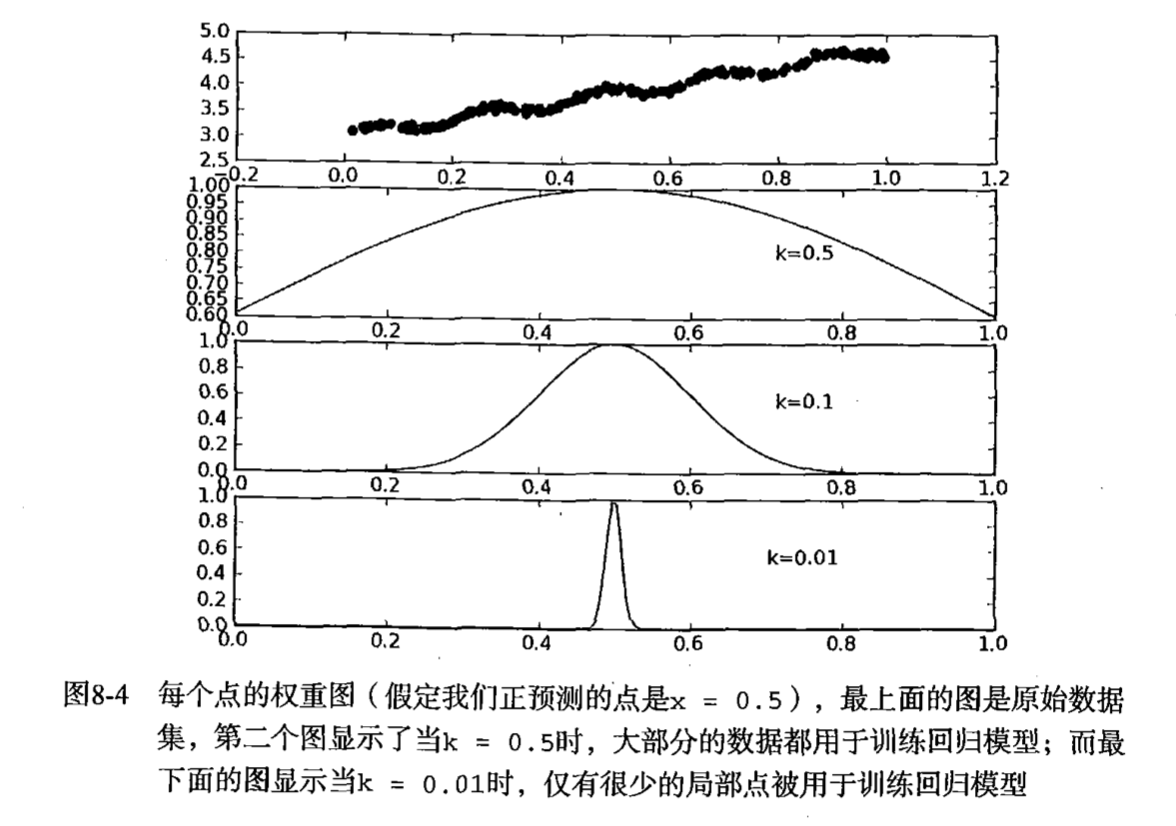 5.0
4.5
4.0
3.5
3.0
2.5
−0.2 0.0 0.2 0.4 0.6 0.8 1.0 1.2
1.00
0.95
0.90
0.85
0.80
0.75
0.70
0.65
0.60
k=0.5
0.0 0.2 0.4 0.6 0.8 1.0
1.0
0.8
0.6
0.4
0.2
0.0
k=0.1
0.0 0.2 0.4 0.6 0.8 1.0
1.0
0.8
0.6
0.4
0.2
0.0
k=0.01
0.0 0.2 0.4 0.6 0.8 1.0
图8-4 每个点的权重图（假定我们正预测的点是x = 0.5），最上面的图是原始数据
集，第二个图显示了当k = 0.5时，大部分的数据都用于训练回归模型；而最
下面的图显示当k = 0.01时，仅有很少的局部点被用于训练回归模型